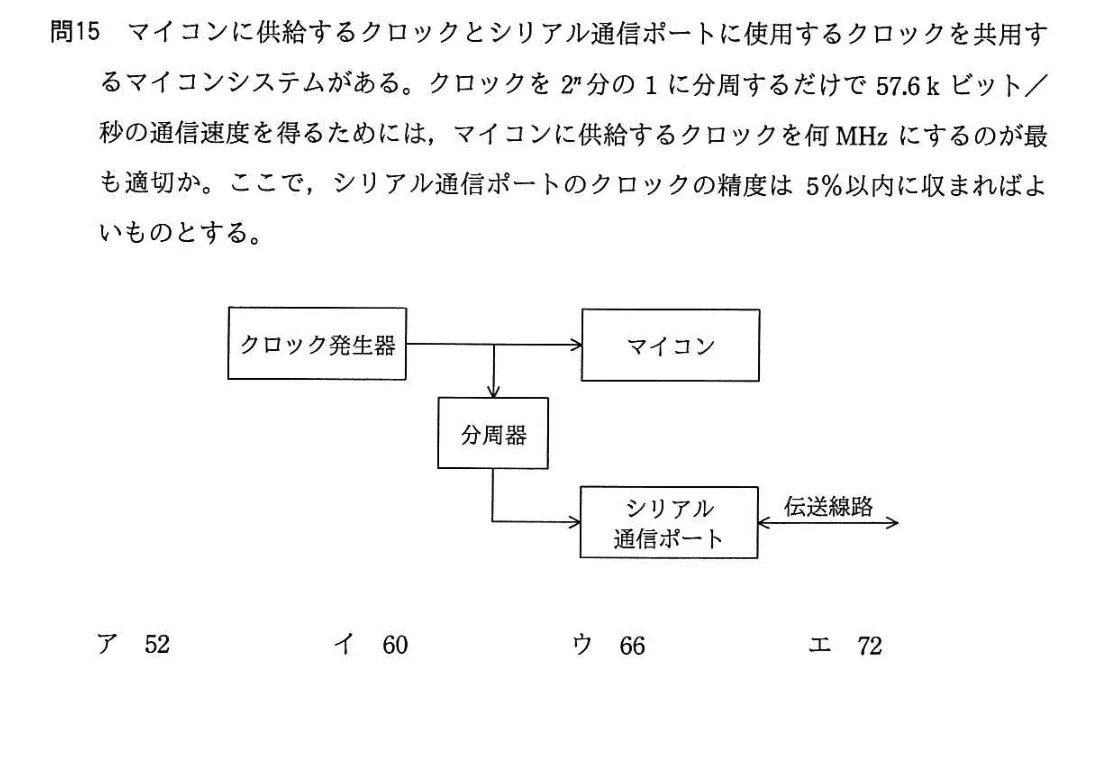 問15 マイコンに供給するクロックとシリアル通信ポートに使用するクロックを共用す
るマイコンシステムがある。クロックを 2ⁿ分の 1 に分周するだけで 57.6 k ビット／
秒の通信速度を得るためには，マイコンに供給するクロックを何 MHz にするのが最
も適切か。ここで，シリアル通信ポートのクロックの精度は 5％以内に収まればよ
いものとする。
クロック発生器
マイコン
分周器
シリアル
通信ポート
伝送線路
ア 52 イ 60 ウ 66 エ 72